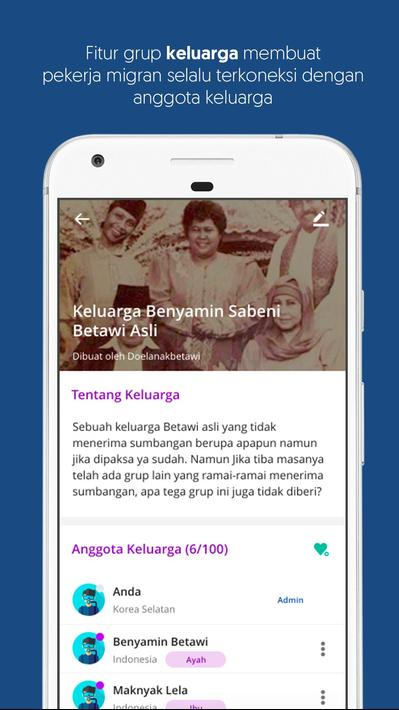 Fitur grup keluarga membuat
pekerja migran selalu terkoneksi dengan
anggota keluarga
Keluarga Benyamin Sabeni
Betawi Asli
Dibuat oleh Doelanakbetawi
Tentang Keluarga
Sebuah keluarga Betawi asli yang tidak
menerima sumbangan berupa apapun namun
jika dipaksa ya sudah. Namun Jika tiba masanya
telah ada grup lain yang ramai-ramai menerima
sumbangan, apa tega grup ini juga tidak diberi?
Anggota Keluarga (6/100)
Anda
Korea Selatan
Admin
Benyamin Betawi
Indonesia
Ayah
Maknyak Lela
Indonesia
Ibu